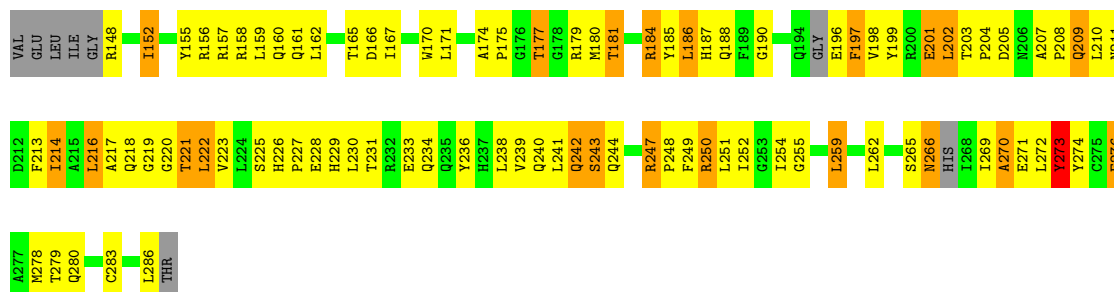 VAL GLU LEU ILE GLY R148 I152 Y155 R156 R157 R158 L159 Q160 Q161 L162 T165 D166 I167 W170 L171 A174 P175 G176 T177 G178 R179 M180 T181 R184 Y185 L186 H187 Q188 F189 G190 Q194 GLY E196 F197 V198 Y199 R200 E201 L202 T203 P204 D205 N206 A207 P208 Q209 L210
D212 F213 I214 A215 L216 A217 Q218 G219 G220 T221 L222 V223 L224 S225 H226 P227 E228 H229 L230 T231 R232 E233 Q234 Q235 Y236 H237 L238 V239 Q240 L241 Q242 S243 Q244 R247 P248 F249 R250 L251 I252 G253 I254 G255 L259 L262 S265 N266 HIS I268 I269 A270 E271 L272 Y273 Y274 C275
A277 M278 T279 Q280 C283 L286 THR